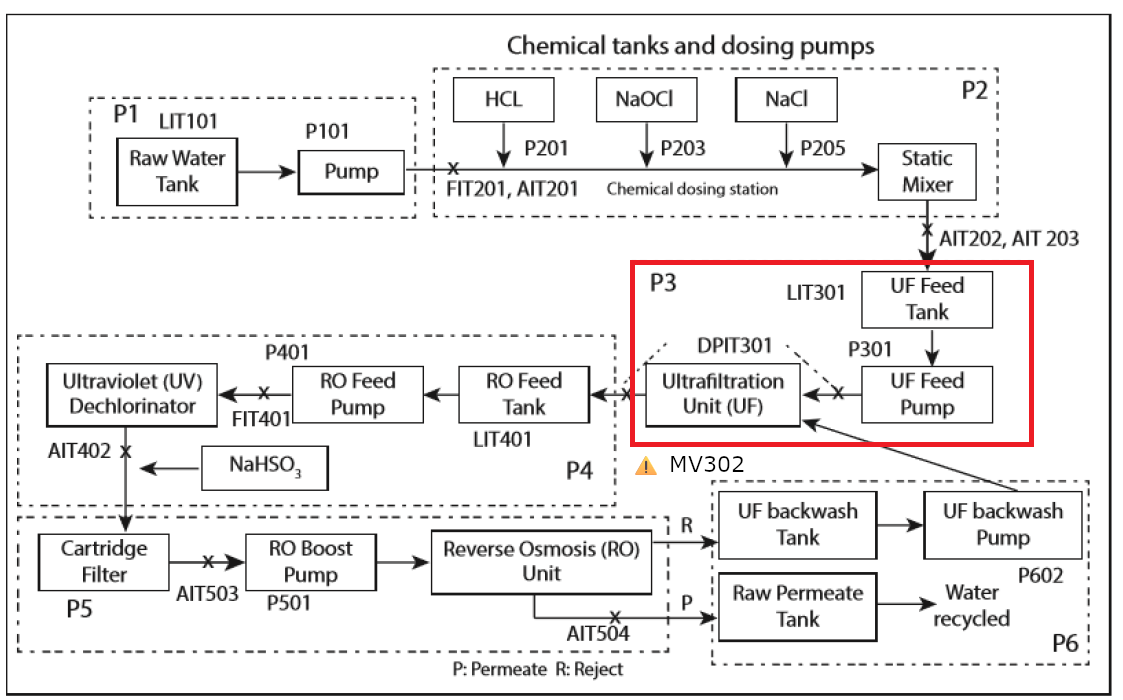 Chemical tanks and dosing pumps
P1
LIT101
Raw Water
Tank
P101
Pump
P2
HCL
NaOCl
NaCl
P201
P203
P205
FIT201, AIT201
Chemical dosing station
Static
Mixer
AIT202, AIT 203
P3
LIT301
UF Feed
Tank
P301
UF Feed
Pump
DPIT301
Ultrafiltration
Unit (UF)
⚠ MV302
P401
Ultraviolet (UV)
Dechlorinator
FIT401
RO Feed
Pump
RO Feed
Tank
LIT401
AIT402
NaHSO3
P4
Cartridge
Filter
P5
AIT503
RO Boost
Pump
P501
Reverse Osmosis (RO)
Unit
AIT504
R
P
UF backwash
Tank
UF backwash
Pump
P602
Raw Permeate
Tank
Water
recycled
P6
P: Permeate R: Reject